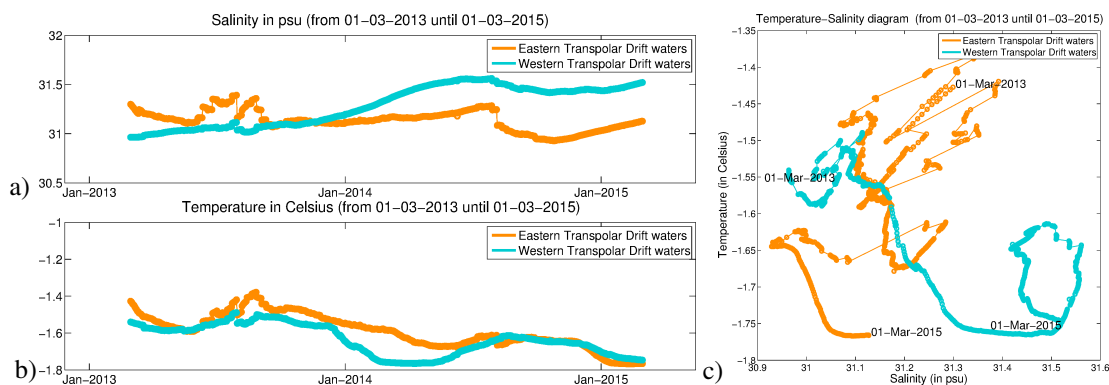 Salinity in psu (from 01−03−2013 until 01−03−2015)
32
31.5
31
30.5
Eastern Transpolar Drift waters
Western Transpolar Drift waters
Jan−2013
Jan−2014
Jan−2015
a)
Temperature in Celsius (from 01−03−2013 until 01−03−2015)
−1
−1.2
−1.4
−1.6
−1.8
Eastern Transpolar Drift waters
Western Transpolar Drift waters
Jan−2013
Jan−2014
Jan−2015
b)
Temperature−Salinity diagram (from 01−03−2013 until 01−03−2015)
−1.35
−1.4
−1.45
−1.5
−1.55
−1.6
−1.65
−1.7
−1.75
−1.8
Temperature (in Celsius)
Eastern Transpolar Drift waters
Western Transpolar Drift waters
01−Mar−2013
01−Mar−2013
01−Mar−2015
01−Mar−2015
30.9
31
31.1
31.2
31.3
31.4
31.5
31.6
Salinity (in psu)
c)